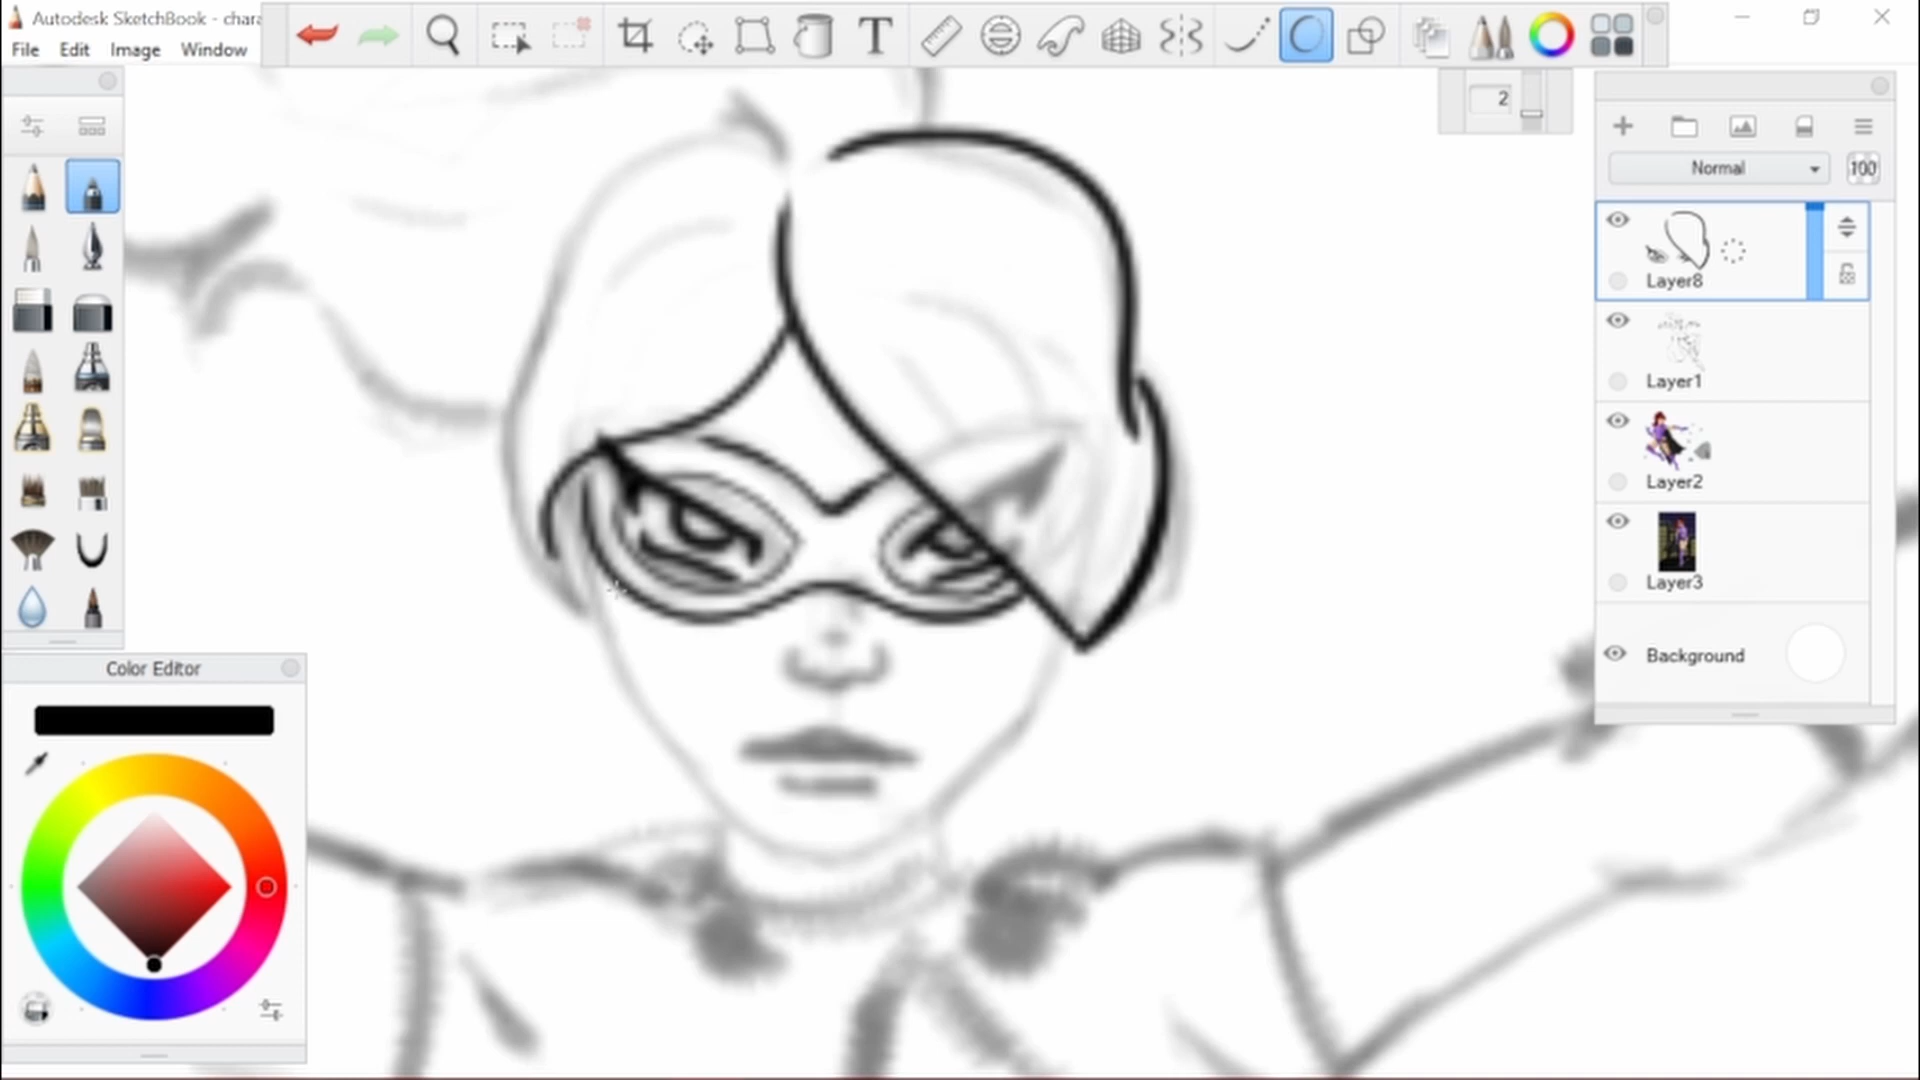 Autodesk SketchBook - chara
File Edit Image Window
T
2
Normal 100
Layer8
Layer1
Layer2
Layer3
Background
Color Editor